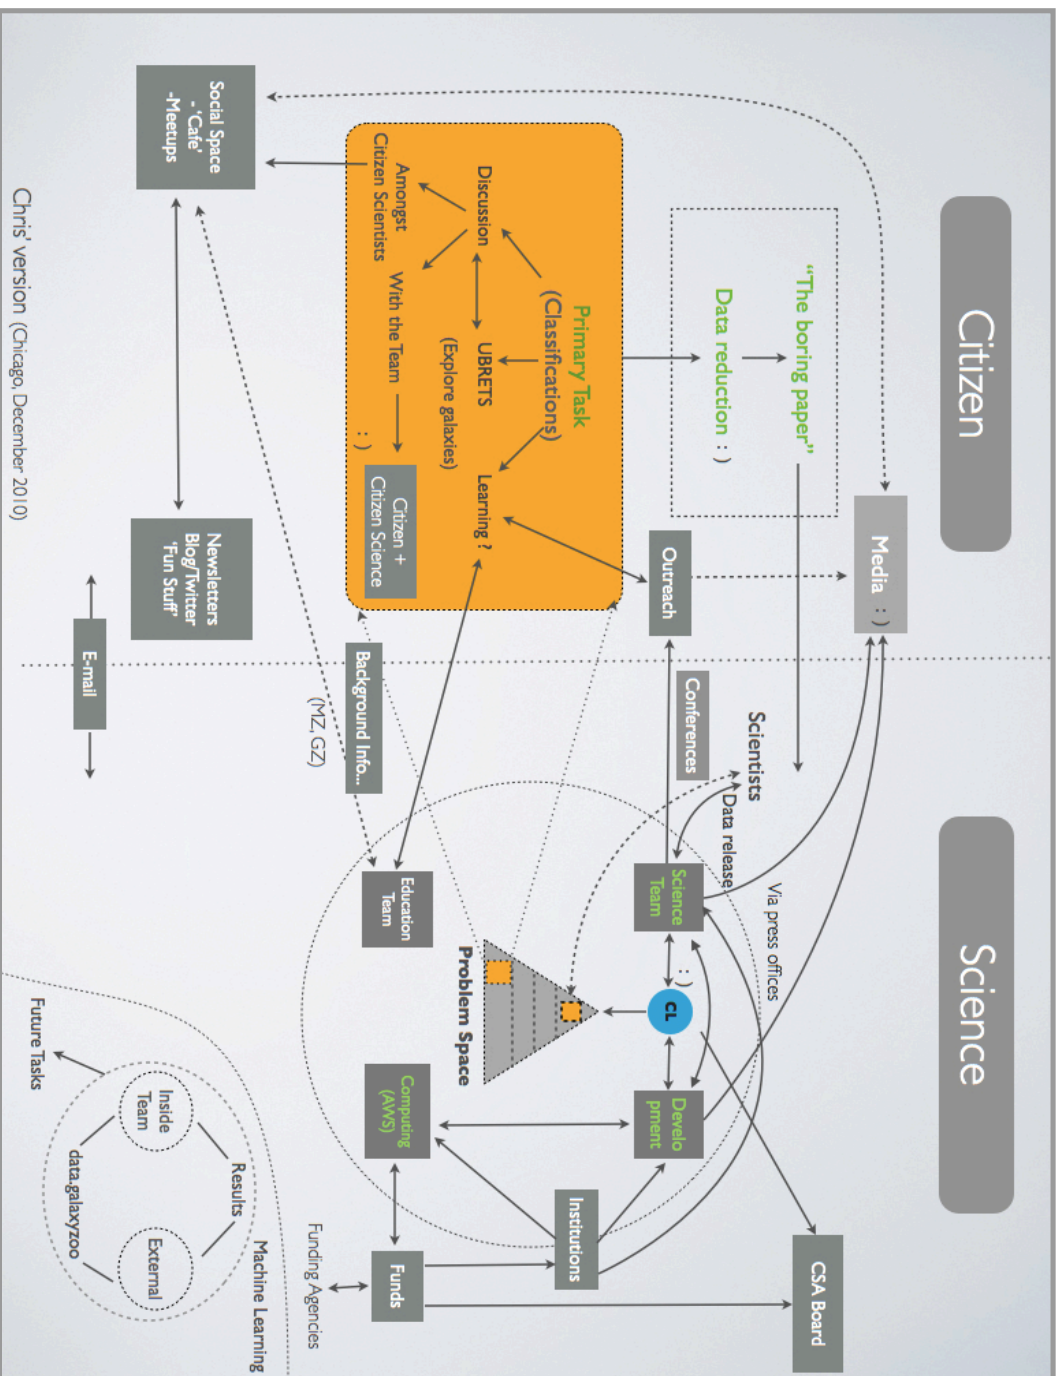 Citizen
Science
Media : )
CSA Board
"The boring paper"
Data reduction : )
Via press offices
Scientists
Data release
Conferences
Outreach
Science
Team
: )
CL
Develo
pment
Institutions
Primary Task
(Classifications)
Discussion
UBRETS
(Explore galaxies)
Learning ?
Amongst
Citizen Scientists
With the Team
Citizen +
Citizen Science
: )
Problem Space
Education
Team
Computing
(AWS)
Funds
Funding Agencies
Background Info...
(MZ, GZ)
Social Space
- 'Cafe'
-Meetups
Newsletters
Blog/Twitter
'Fun Stuff'
E-mail
Machine Learning
Results
Inside
Team
External
data.galaxyzoo
Future Tasks
Chris' version (Chicago, December 2010)